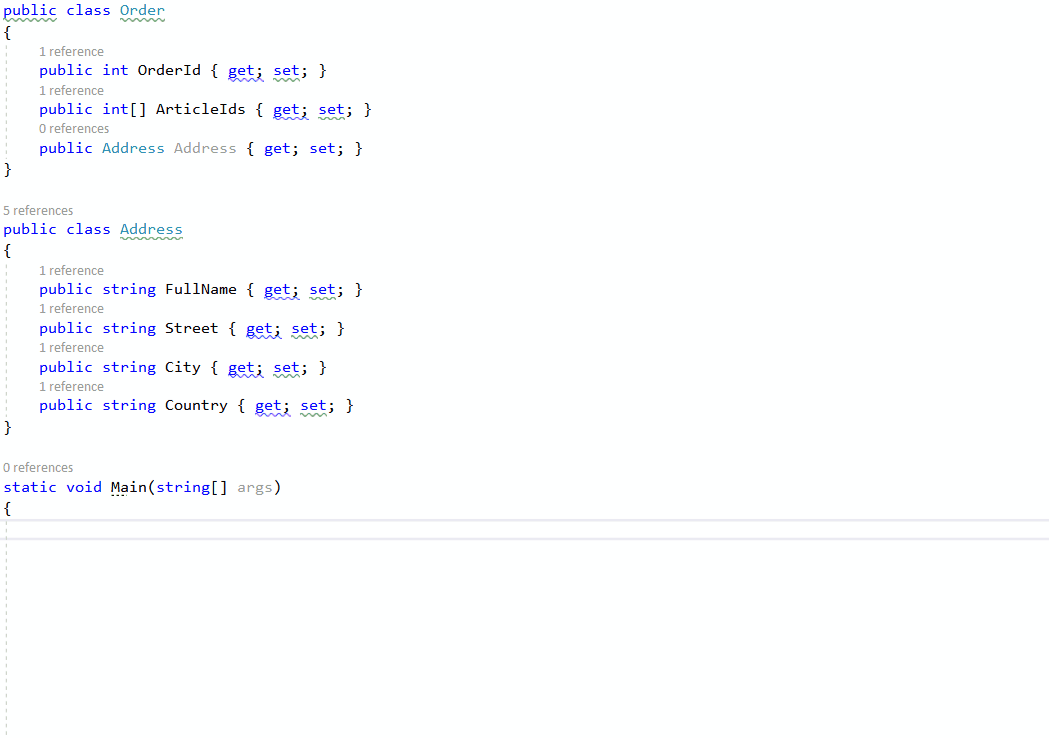 public class Order
{
1 reference
public int OrderId { get; set; }
1 reference
public int[] ArticleIds { get; set; }
0 references
public Address Address { get; set; }
}
5 references
public class Address
{
1 reference
public string FullName { get; set; }
1 reference
public string Street { get; set; }
1 reference
public string City { get; set; }
1 reference
public string Country { get; set; }
}
0 references
static void Main(string[] args)
{